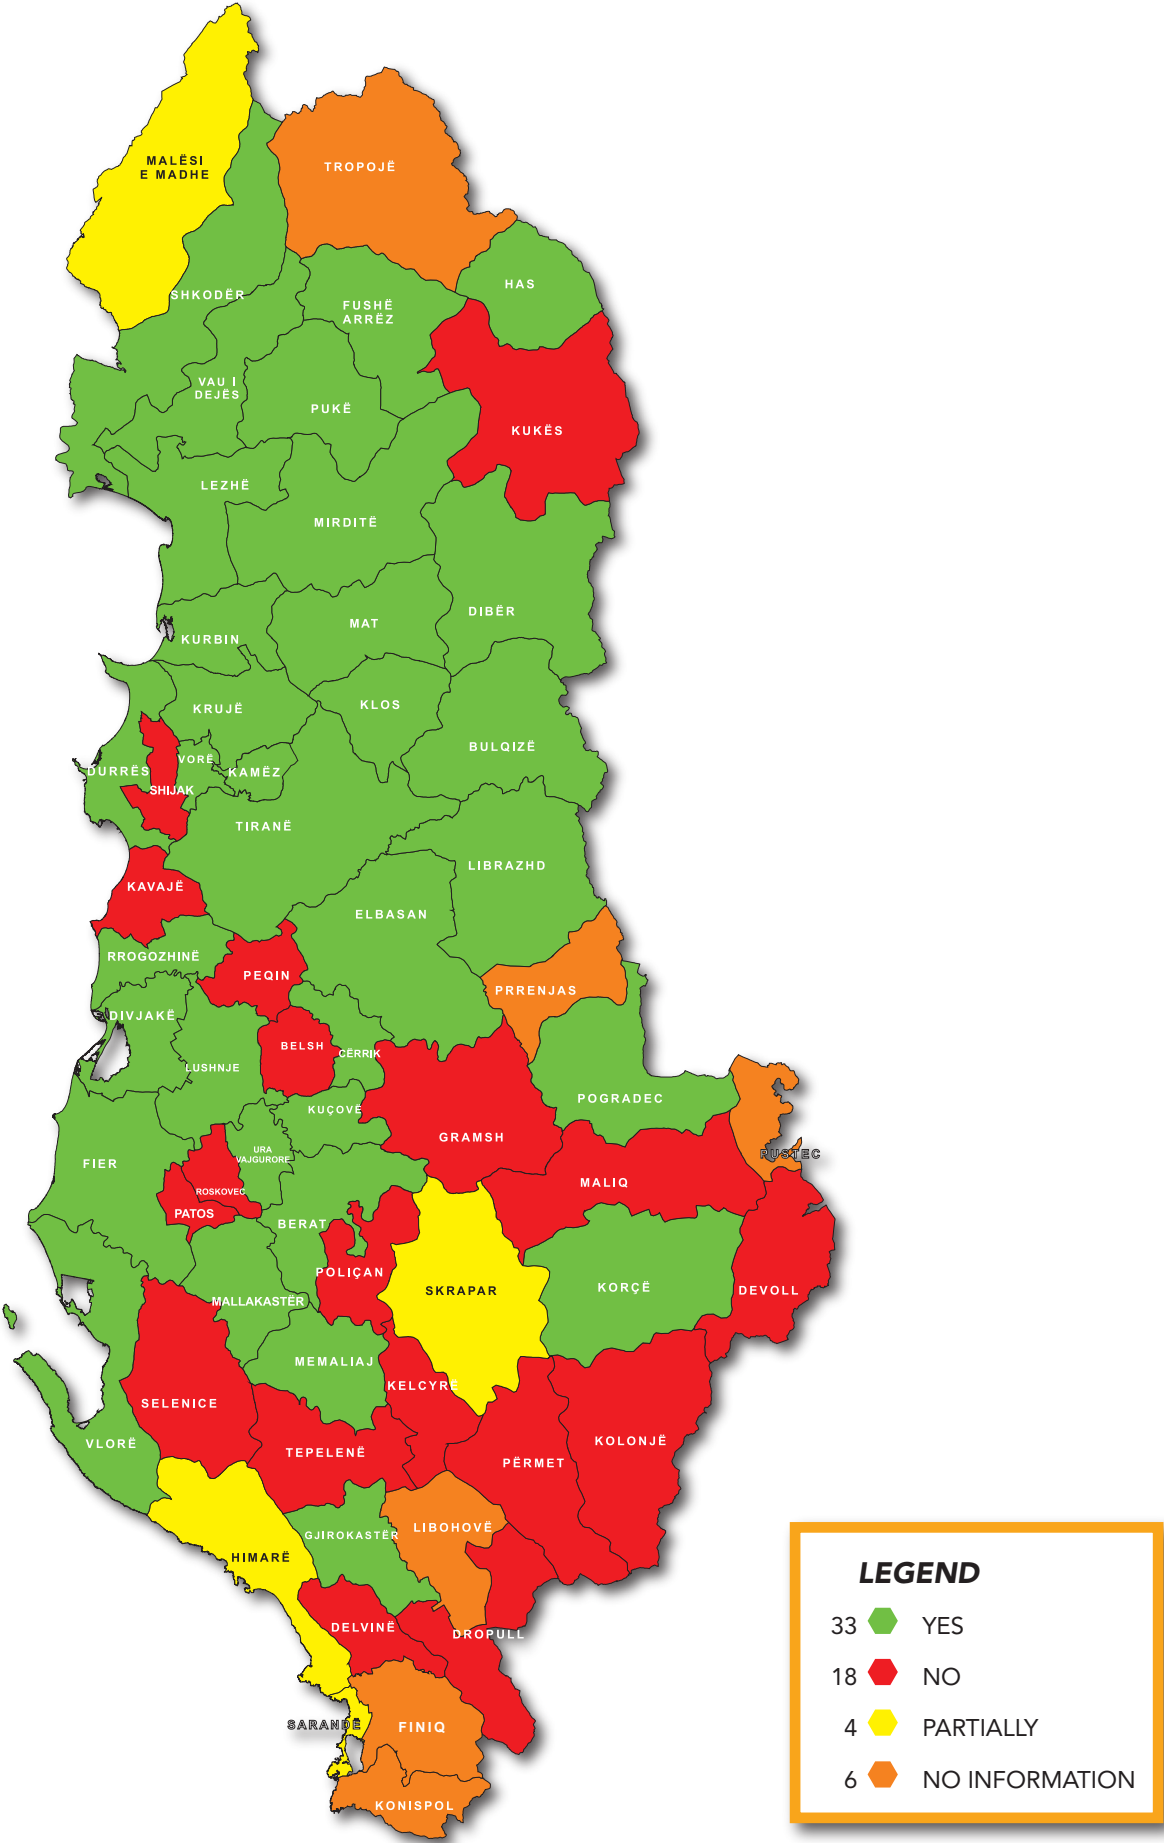 MALËSI
E MADHE
TROPOJË
HAS
SHKODËR
FUSHË
ARRËZ
VAU I
DEJËS
PUKË
KUKËS
LEZHË
MIRDITË
DIBËR
MAT
KURBIN
KLOS
KRUJË
BULQIZË
VORË
DURRËS
KAMËZ
SHIJAK
TIRANË
LIBRAZHD
KAVAJË
ELBASAN
RROGOZHINË
PEQIN
PRRENJAS
DIVJAKË
BELSH
CËRRIK
LUSHNJE
POGRADEC
KUÇOVË
GRAMSH
URA
VAJGURORE
PUSTEC
FIER
MALIQ
ROSKOVEC
PATOS
BERAT
POLIÇAN
KORÇË
SKRAPAR
DEVOLL
MALLAKASTËR
MEMALIAJ
KELCYRË
SELENICE
KOLONJË
VLORË
TEPELENË
PËRMET
LIBOHOVË
GJIROKASTËR
HIMARË
DELVINË
DROPULL
SARANDË
FINIQ
KONISPOL
LEGEND
33 YES
18 NO
4 PARTIALLY
6 NO INFORMATION